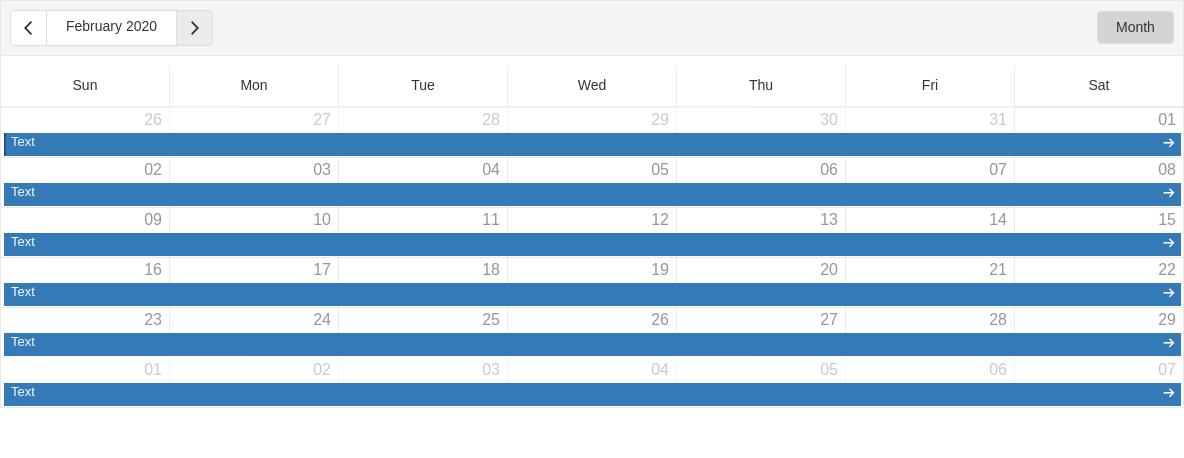 February 2020 Month
Sun Mon Tue Wed Thu Fri Sat
26 27 28 29 30 31 01
Text
02 03 04 05 06 07 08
Text
09 10 11 12 13 14 15
Text
16 17 18 19 20 21 22
Text
23 24 25 26 27 28 29
Text
01 02 03 04 05 06 07
Text